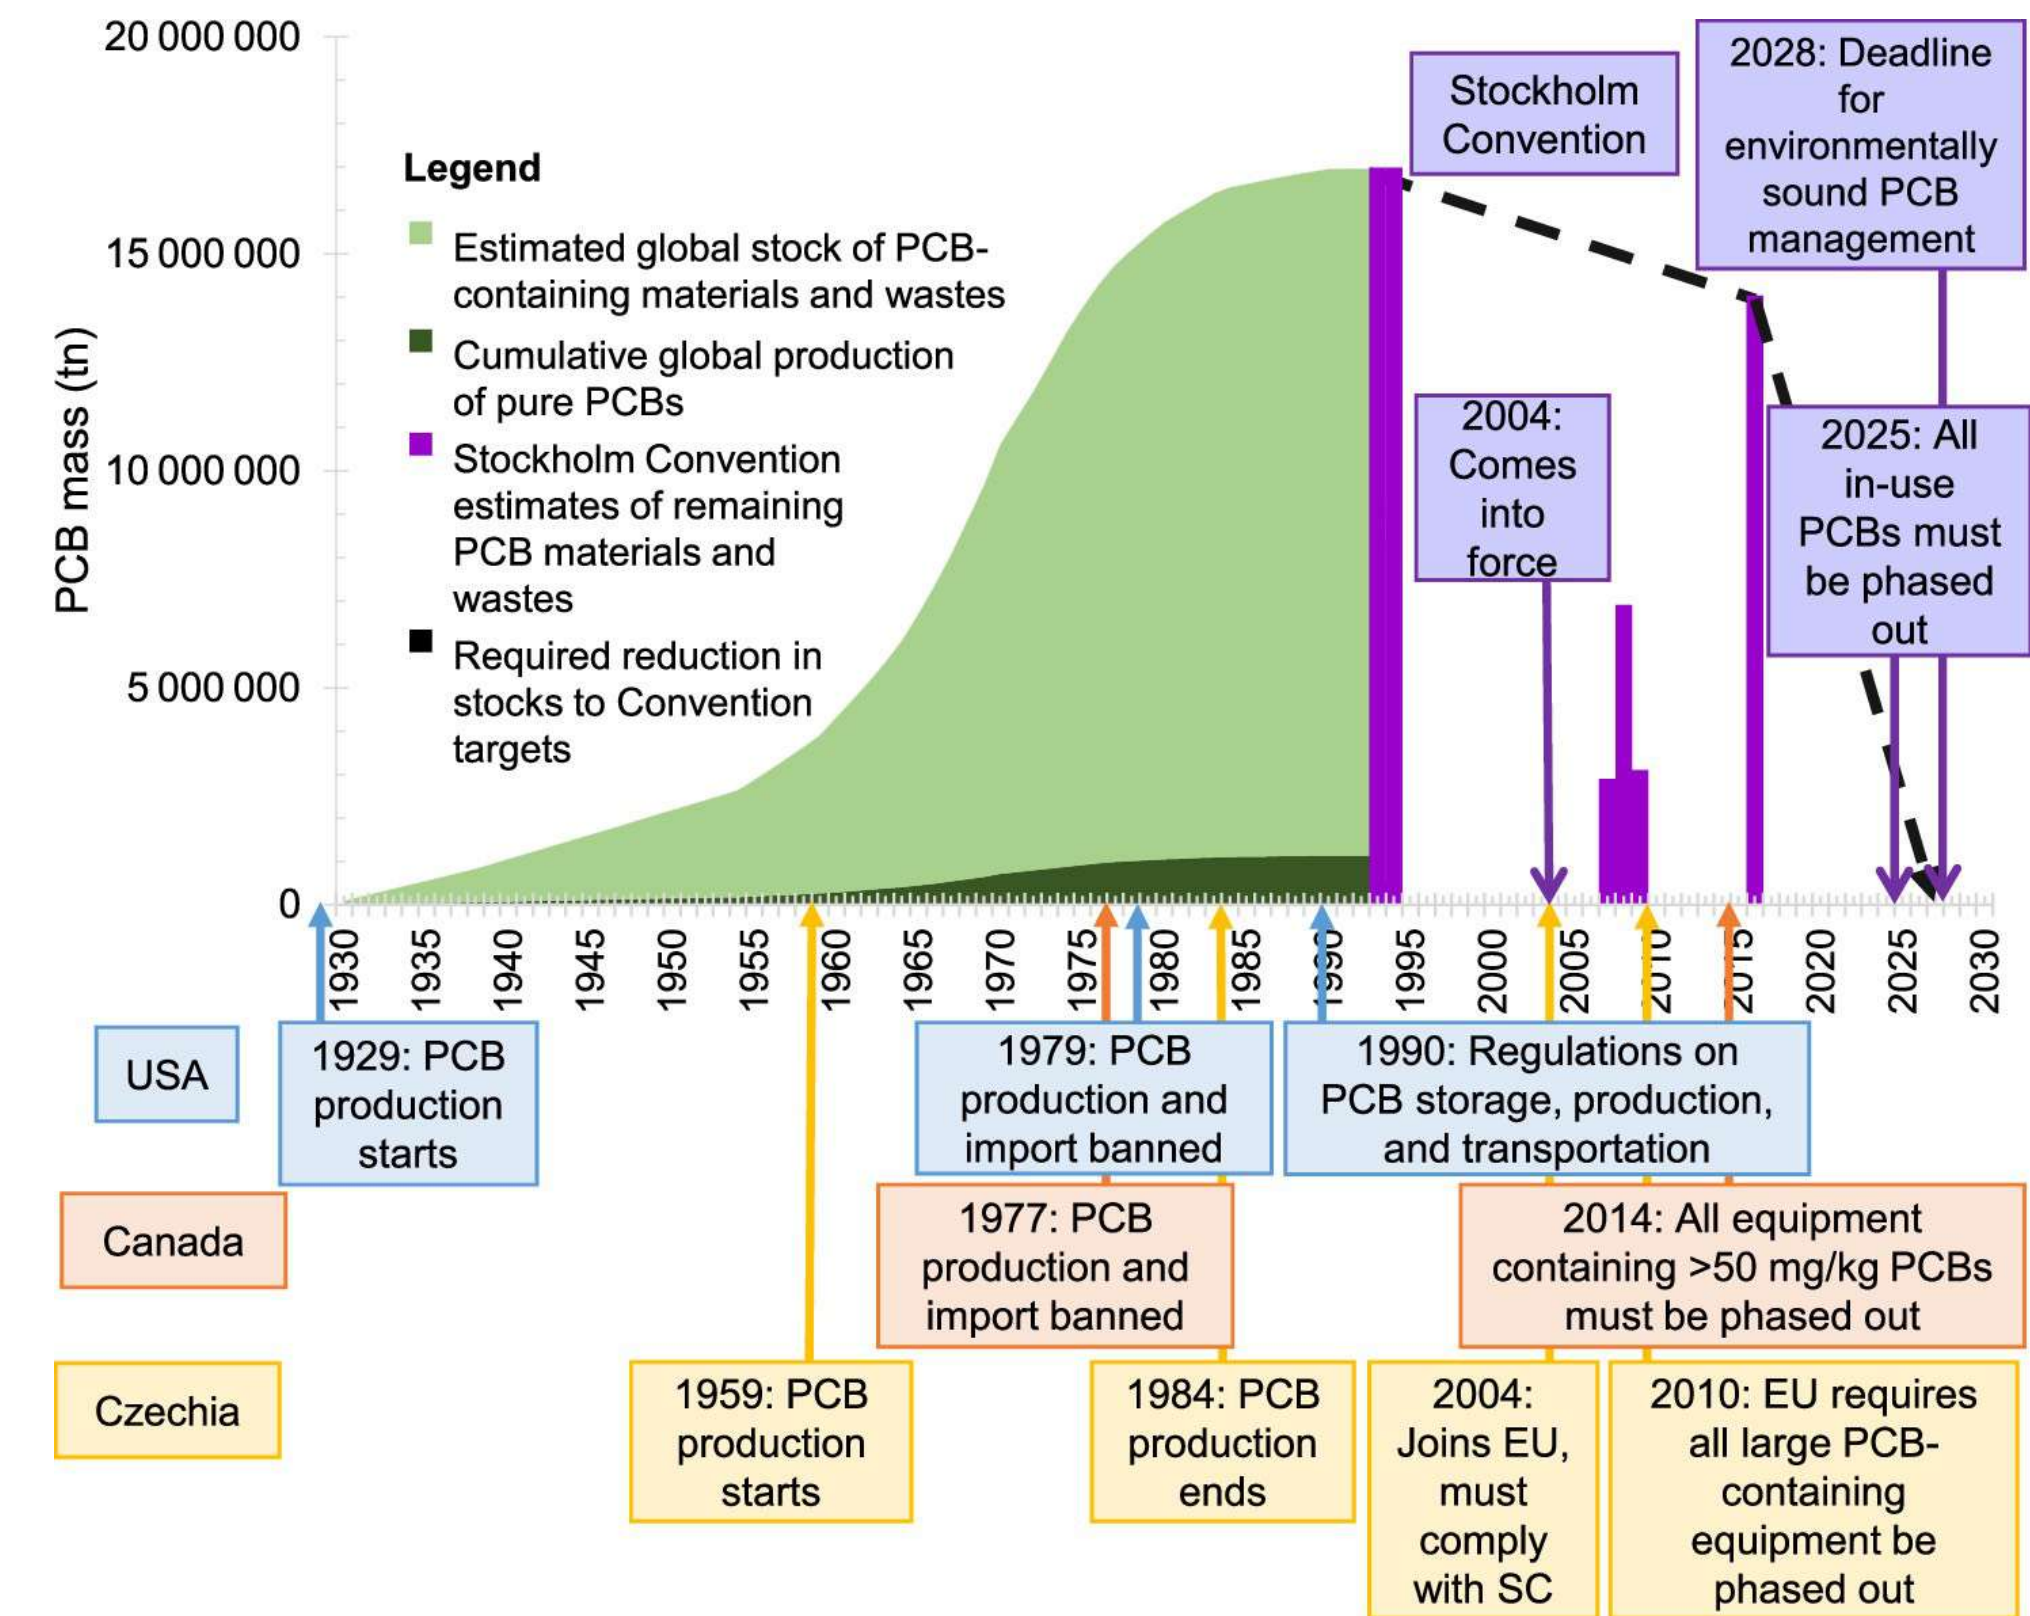 20 000 000
15 000 000
10 000 000
5 000 000
0
PCB mass (tn)
Legend
Estimated global stock of PCB-
containing materials and wastes
Cumulative global production
of pure PCBs
Stockholm Convention
estimates of remaining
PCB materials and
wastes
Required reduction in
stocks to Convention
targets
Stockholm
Convention
2028: Deadline
for
environmentally
sound PCB
management
2004:
Comes
into
force
2025: All
in-use
PCBs must
be phased
out
1930
1935
1940
1945
1950
1955
1960
1965
1970
1975
1980
1985
1990
1995
2000
2005
2010
2015
2020
2025
2030
USA
1929: PCB
production
starts
1979: PCB
production and
import banned
1990: Regulations on
PCB storage, production,
and transportation
Canada
1977: PCB
production and
import banned
2014: All equipment
containing >50 mg/kg PCBs
must be phased out
Czechia
1959: PCB
production
starts
1984: PCB
production
ends
2004:
Joins EU,
must
comply
with SC
2010: EU requires
all large PCB-
containing
equipment be
phased out